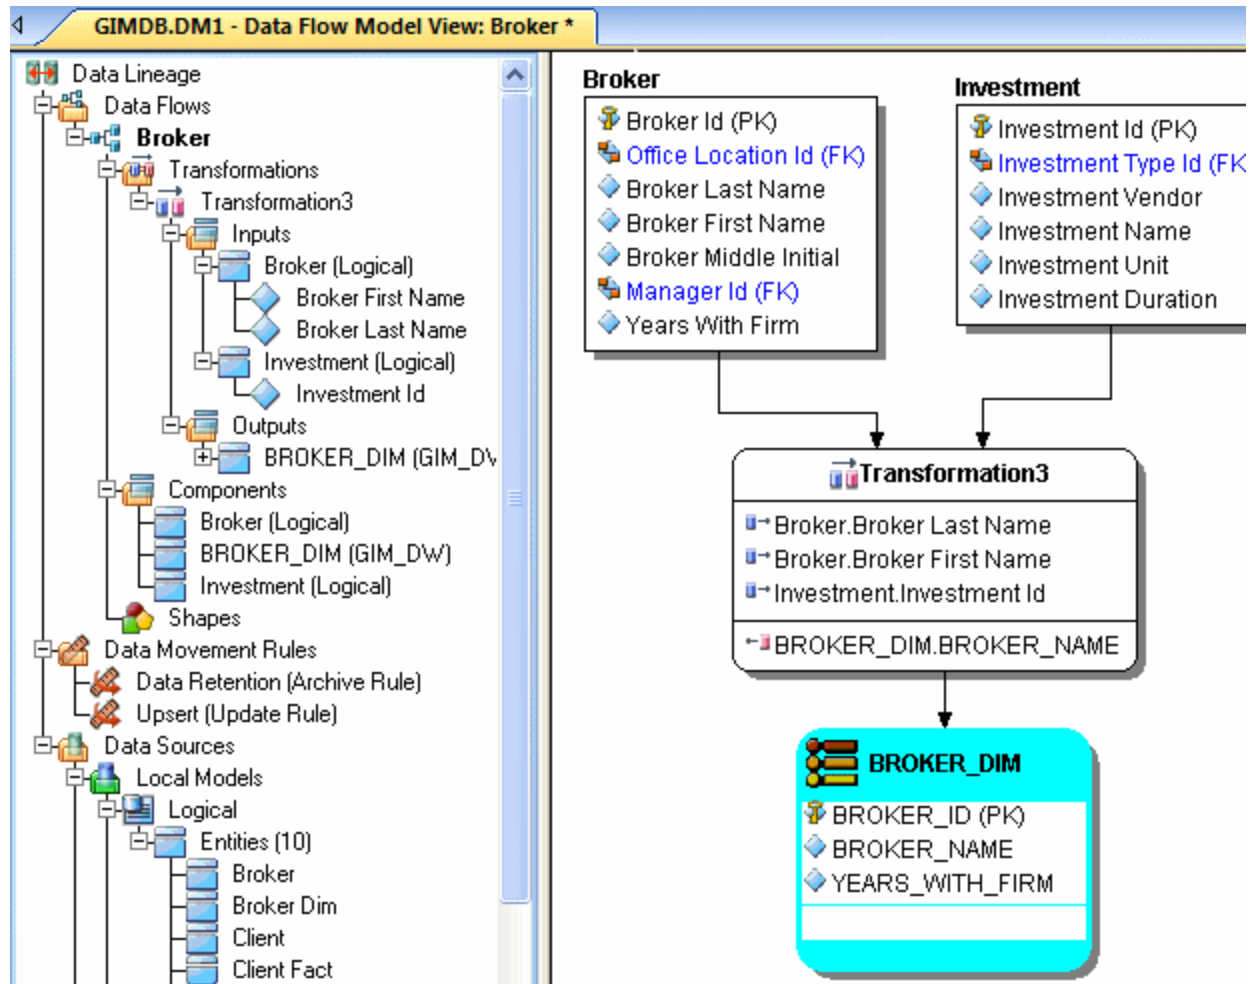 GIMDB.DM1 - Data Flow Model View: Broker *
Data Lineage
Data Flows
Broker
Transformations
Transformation3
Inputs
Broker (Logical)
Broker First Name
Broker Last Name
Investment (Logical)
Investment Id
Outputs
BROKER_DIM (GIM_DV
Components
Broker (Logical)
BROKER_DIM (GIM_DW)
Investment (Logical)
Shapes
Data Movement Rules
Data Retention (Archive Rule)
Upsert (Update Rule)
Data Sources
Local Models
Logical
Entities (10)
Broker
Broker Dim
Client
Client Fact
Broker
Broker Id (PK)
Office Location Id (FK)
Broker Last Name
Broker First Name
Broker Middle Initial
Manager Id (FK)
Years With Firm
Investment
Investment Id (PK)
Investment Type Id (FK
Investment Vendor
Investment Name
Investment Unit
Investment Duration
Transformation3
Broker.Broker Last Name
Broker.Broker First Name
Investment.Investment Id
BROKER_DIM.BROKER_NAME
BROKER_DIM
BROKER_ID (PK)
BROKER_NAME
YEARS_WITH_FIRM